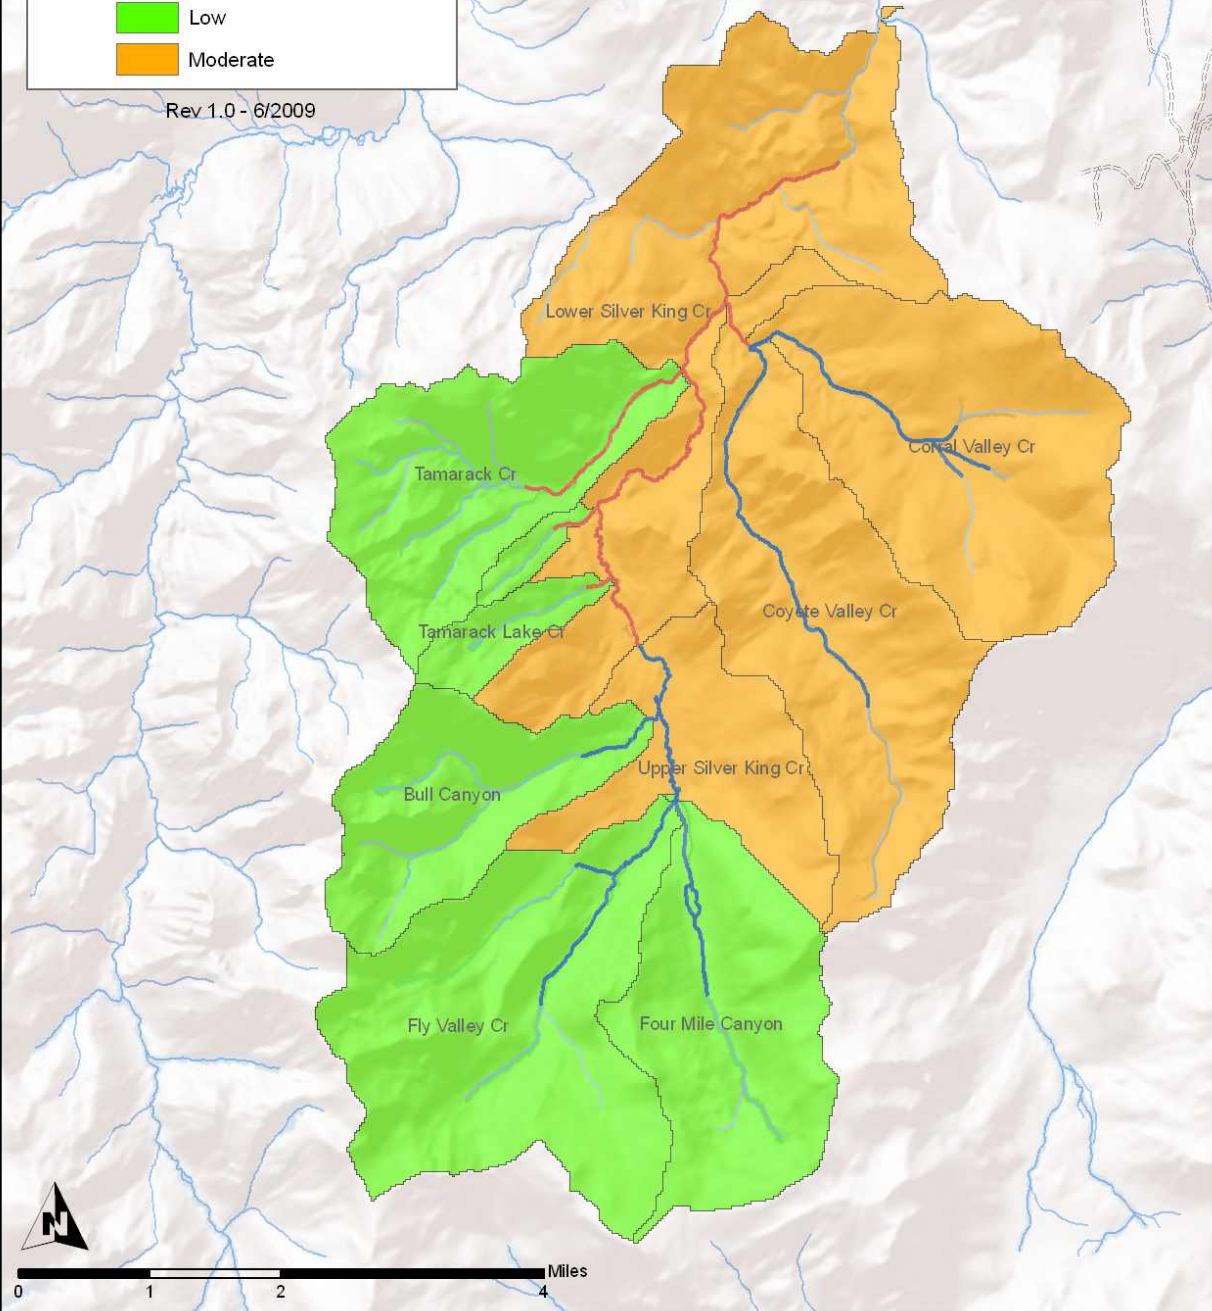 Low
Moderate
Rev 1.0 - 6/2009
Lower Silver King Cr
Corral Valley Cr
Tamarack Cr
Coyote Valley Cr
Tamarack Lake Cr
Upper Silver King Cr
Bull Canyon
Fly Valley Cr
Four Mile Canyon
N
Miles
0 1 2 4